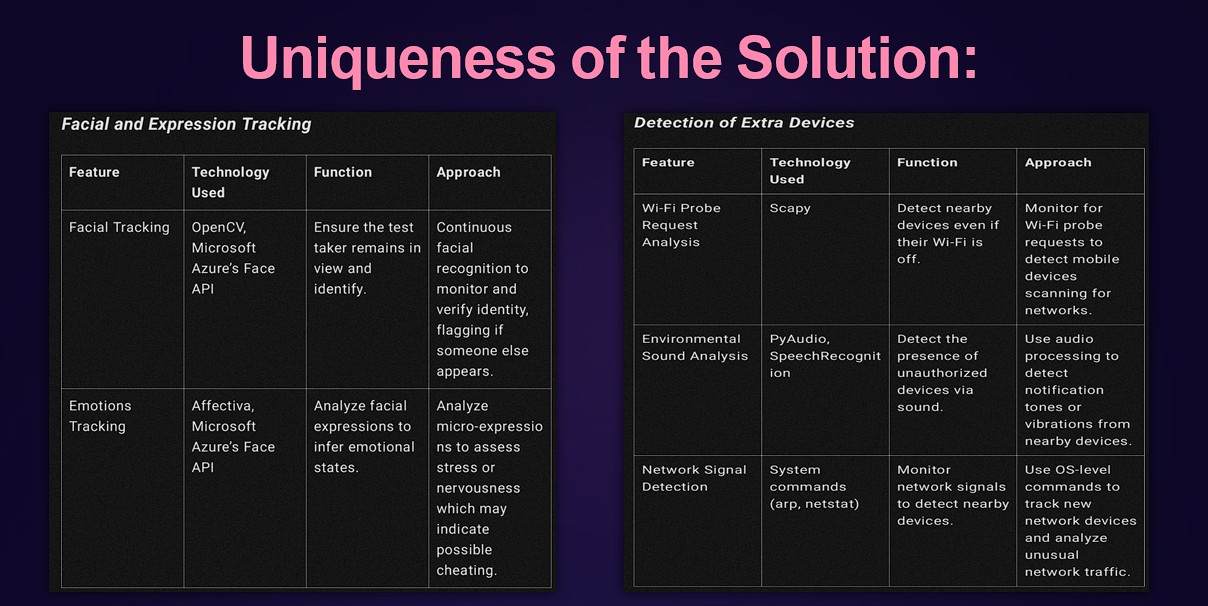 Uniqueness of the Solution:
Facial and Expression Tracking
Feature
Technology
Used
Function
Approach
Facial Tracking
OpenCV,
Microsoft
Azure’s Face
API
Ensure the test
taker remains in
view and
identify.
Continuous
facial
recognition to
monitor and
verify identity,
flagging if
someone else
appears.
Emotions
Tracking
Affectiva,
Microsoft
Azure’s Face
API
Analyze facial
expressions to
infer emotional
states.
Analyze
micro-expressio
ns to assess
stress or
nervousness
which may
indicate
possible
cheating.
Detection of Extra Devices
Feature
Technology
Used
Function
Approach
Wi-Fi Probe
Request
Analysis
Scapy
Detect nearby
devices even if
their Wi-Fi is
off.
Monitor for
Wi-Fi probe
requests to
detect mobile
devices
scanning for
networks.
Environmental
Sound Analysis
PyAudio,
SpeechRecognit
ion
Detect the
presence of
unauthorized
devices via
sound.
Use audio
processing to
detect
notification
tones or
vibrations from
nearby devices.
Network Signal
Detection
System
commands
(arp, netstat)
Monitor
network signals
to detect nearby
devices.
Use OS-level
commands to
track new
network devices
and analyze
unusual
network traffic.